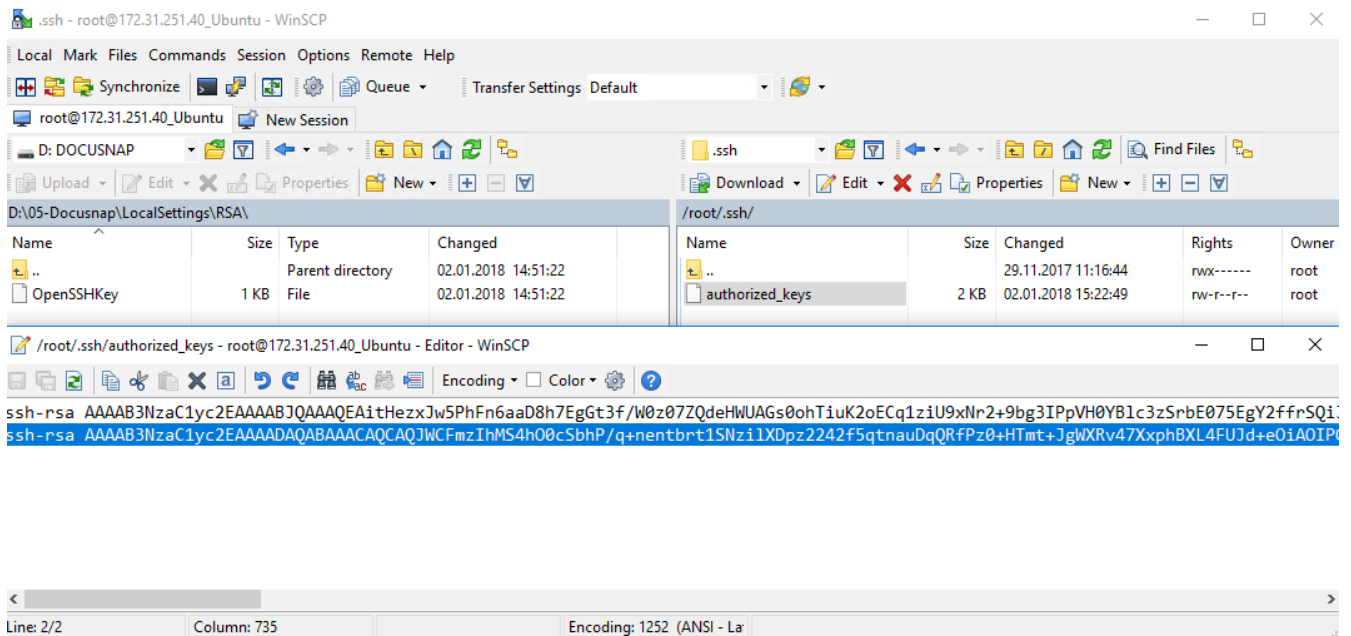 .ssh - root@172.31.251.40_Ubuntu - WinSCP
Local Mark Files Commands Session Options Remote Help
Synchronize Queue Transfer Settings Default
root@172.31.251.40_Ubuntu New Session
D: DOCUSNAP .ssh Find Files
Upload Edit Properties New Download Edit Properties New
D:\05-Docusnap\LocalSettings\RSA\ /root/.ssh/
Name Size Type Changed Name Size Changed Rights Owner
.. Parent directory 02.01.2018 14:51:22 .. 29.11.2017 11:16:44 rwx------ root
OpenSSHKey 1 KB File 02.01.2018 14:51:22 authorized_keys 2 KB 02.01.2018 15:22:49 rw-r--r-- root
/root/.ssh/authorized_keys - root@172.31.251.40_Ubuntu - Editor - WinSCP
Encoding Color
ssh-rsa AAAAB3NzaC1yc2EAAAABJQAAAQEAitHezxJw5PhFn6aaD8h7EgGt3f/W0z07ZQdeHWUAGs0ohTiuK2oECq1ziU9xNr2+9bg3IPpVH0YBlc3zSrbE075EgY2ffrSQi
ssh-rsa AAAAB3NzaC1yc2EAAAADAQABAAACAQCAQJWCFmzIhMS4hO0cSbhP/q+nentbrt1SNzilXDpz2242f5qtnauDqQRfPz0+HTmt+JgWXRv47XxphBXL4FUJd+eOiAOIP
Line: 2/2 Column: 735 Encoding: 1252 (ANSI - La